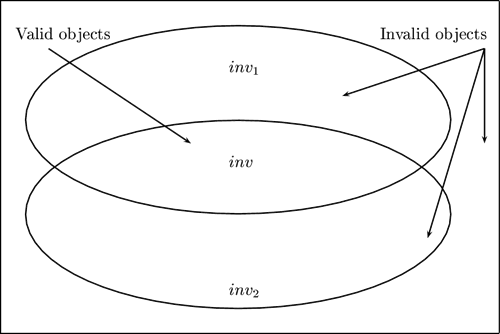 Valid objects
Invalid objects
inv₁
inv
inv₂